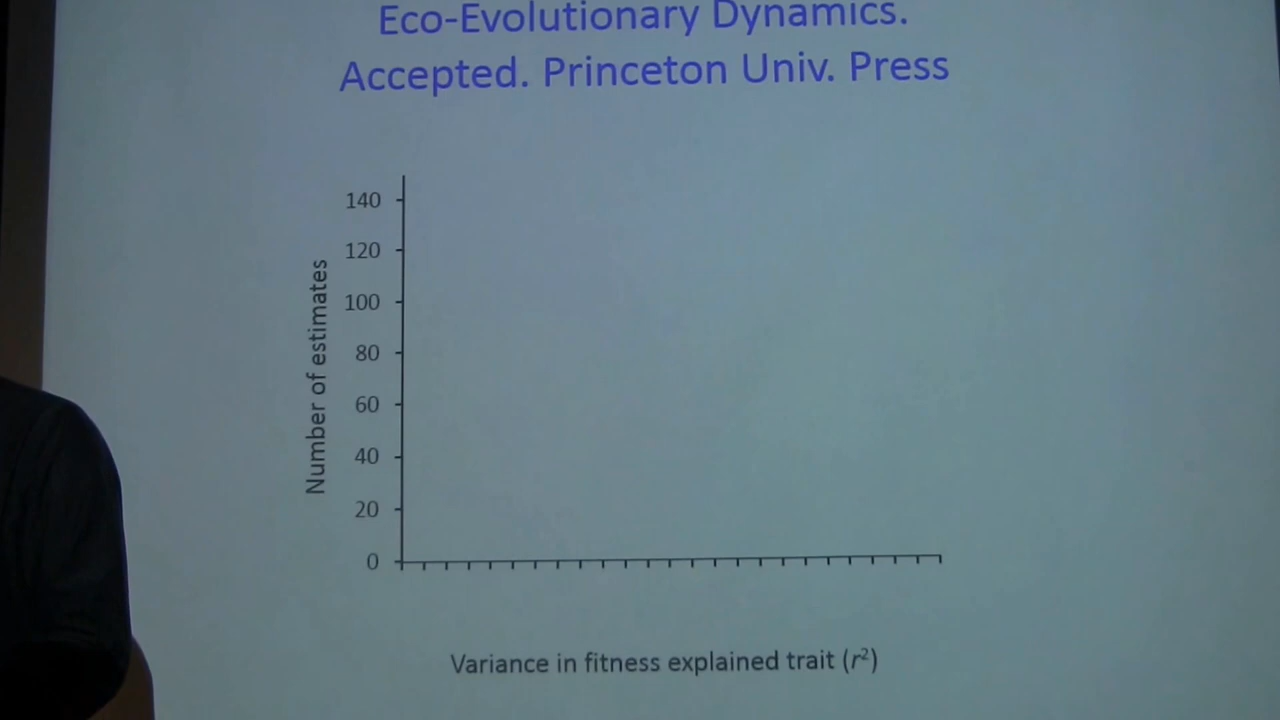 Eco-Evolutionary Dynamics.
Accepted. Princeton Univ. Press
140
120
100
80
60
40
20
0
Number of estimates
Variance in fitness explained trait (r²)